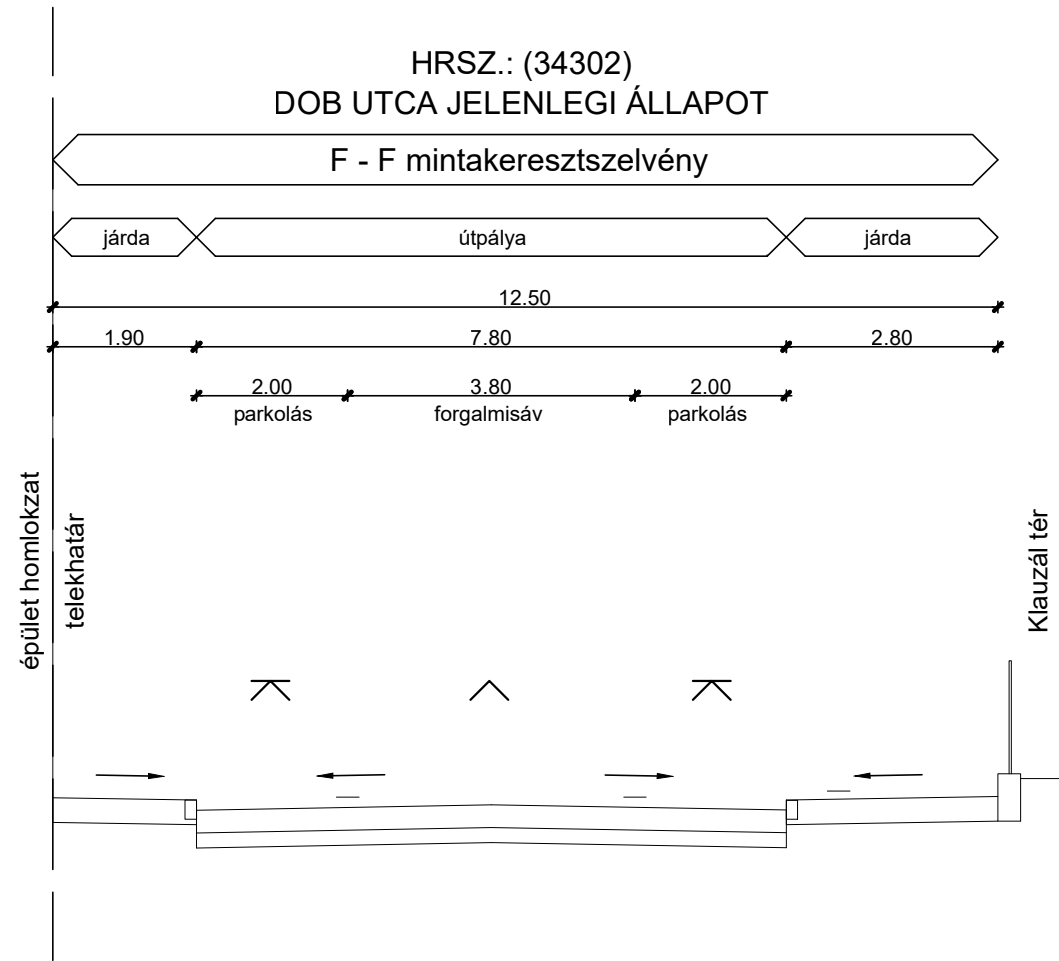 HRSZ.: (34302)
DOB UTCA JELENLEGI ÁLLAPOT
F - F mintakeresztszelvény
járda útpálya járda
12.50
1.90 7.80 2.80
2.00 3.80 2.00
parkolás forgalmisáv parkolás
épület homlokzat
telekhatár
Klauzál tér